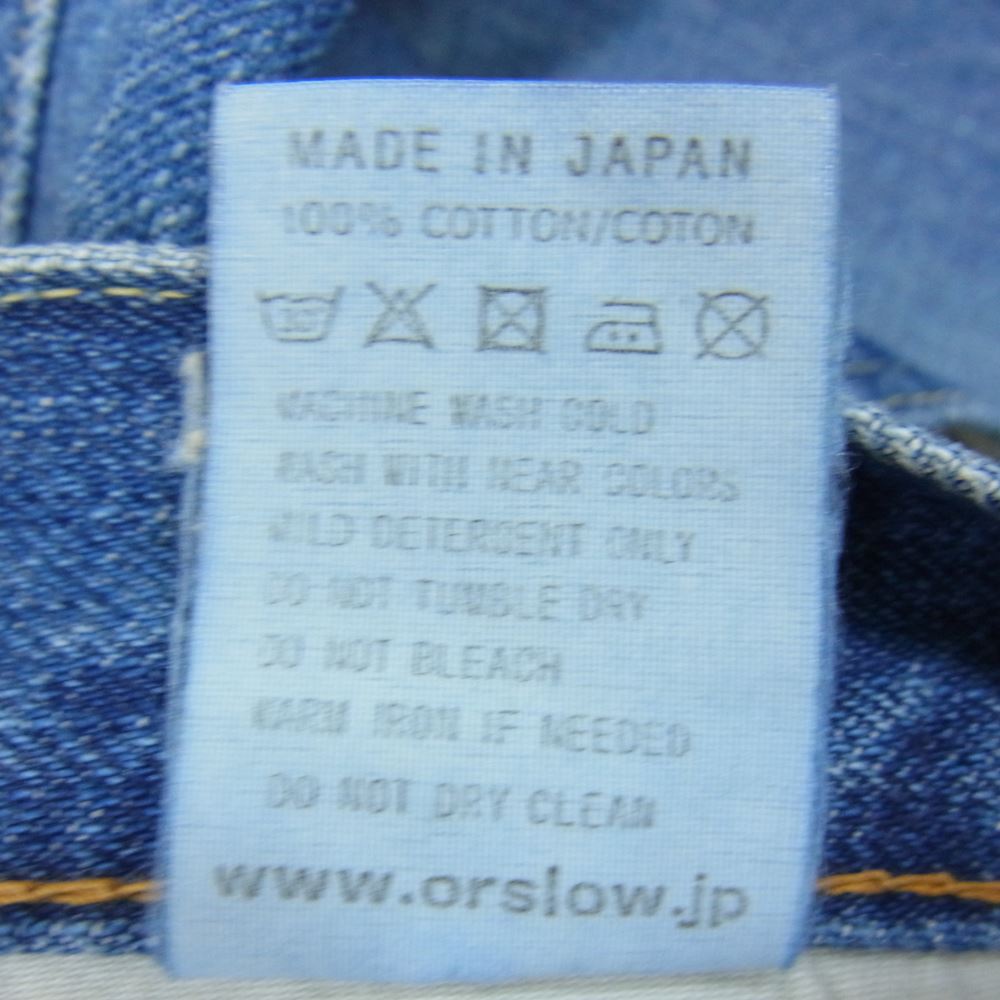 MADE IN JAPAN
100% COTTON/COTON
30
MACHINE WASH COLD
WASH WITH NEAR COLORS
MILD DETERGENT ONLY
DO NOT TUMBLE DRY
DO NOT BLEACH
WARM IRON IF NEEDED
DO NOT DRY CLEAN
www.orslow.jp